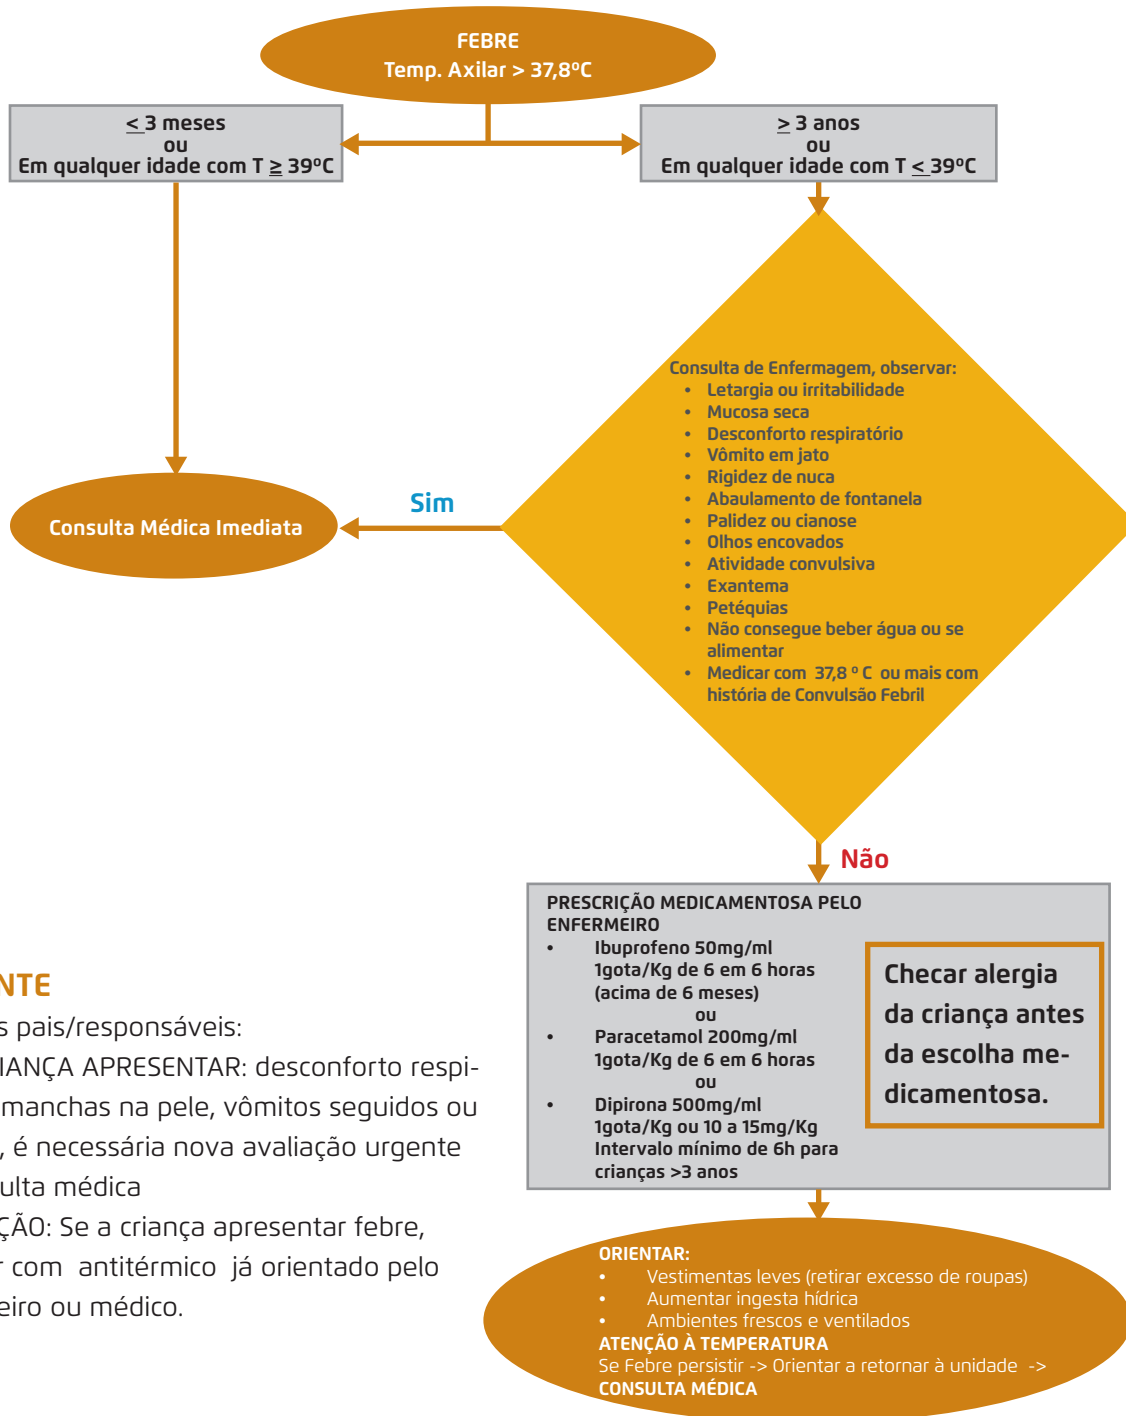 FEBRE
Temp. Axilar > 37,8ºC
< 3 meses
ou
Em qualquer idade com T ≥ 39ºC
≥ 3 anos
ou
Em qualquer idade com T < 39ºC
Consulta de Enfermagem, observar:
• Letargia ou irritabilidade
• Mucosa seca
• Desconforto respiratório
• Vômito em jato
• Rigidez de nuca
• Abaulamento de fontanela
• Palidez ou cianose
• Olhos encovados
• Atividade convulsiva
• Exantema
• Petéquias
• Não consegue beber água ou se
alimentar
• Medicar com 37,8 º C ou mais com
história de Convulsão Febril
Sim
Consulta Médica Imediata
Não
PRESCRIÇÃO MEDICAMENTOSA PELO
ENFERMEIRO
• Ibuprofeno 50mg/ml
1gota/Kg de 6 em 6 horas
(acima de 6 meses)
ou
• Paracetamol 200mg/ml
1gota/Kg de 6 em 6 horas
ou
• Dipirona 500mg/ml
1gota/Kg ou 10 a 15mg/Kg
Intervalo mínimo de 6h para
crianças >3 anos
Checar alergia
da criança antes
da escolha me-
dicamentosa.
NTE
s pais/responsáveis:
IANÇA APRESENTAR: desconforto respi-
manchas na pele, vômitos seguidos ou
, é necessária nova avaliação urgente
ulta médica
ÇÃO: Se a criança apresentar febre,
r com antitérmico já orientado pelo
eiro ou médico.
ORIENTAR:
• Vestimentas leves (retirar excesso de roupas)
• Aumentar ingesta hídrica
• Ambientes frescos e ventilados
ATENÇÃO À TEMPERATURA
Se Febre persistir -> Orientar a retornar à unidade ->
CONSULTA MÉDICA